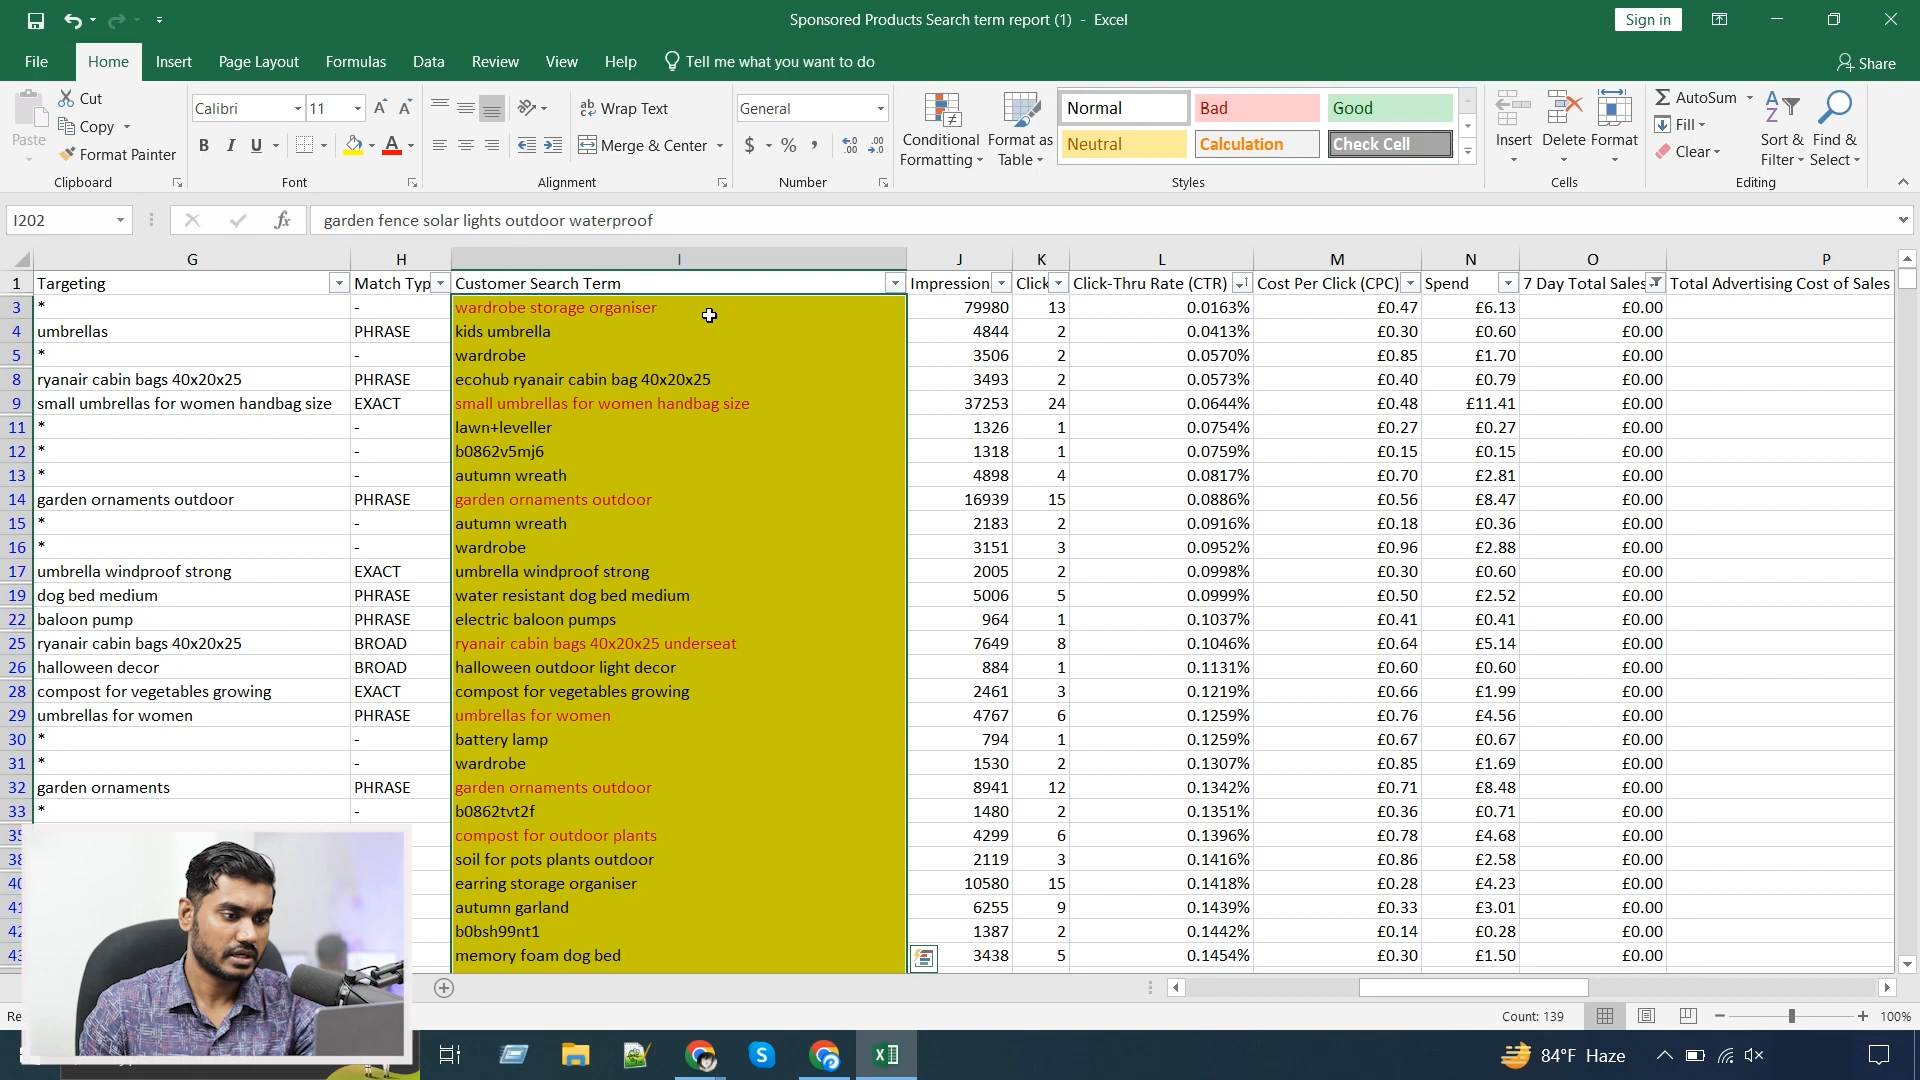 Sponsored Products Search term report (1) - Excel
Sign in
File Home Insert Page Layout Formulas Data Review View Help Tell me what you want to do Share
Paste Cut Copy Format Painter Clipboard
Calibri 11 A A B I U A Font
Wrap Text Merge & Center Alignment
General $ % , Number
Conditional Formatting Format as Table Normal Bad Good Neutral Calculation Check Cell Styles
Insert Delete Format Cells
AutoSum Fill Clear Sort & Filter Find & Select Editing
I202 fx garden fence solar lights outdoor waterproof
G H I J K L M N O P
1 Targeting Match Typ Customer Search Term Impression Click Click-Thru Rate (CTR) Cost Per Click (CPC) Spend 7 Day Total Sales Total Advertising Cost of Sales
3 * - wardrobe storage organiser 79980 13 0.0163% £0.47 £6.13 £0.00
4 umbrellas PHRASE kids umbrella 4844 2 0.0413% £0.30 £0.60 £0.00
5 * - wardrobe 3506 2 0.0570% £0.85 £1.70 £0.00
8 ryanair cabin bags 40x20x25 PHRASE ecohub ryanair cabin bag 40x20x25 3493 2 0.0573% £0.40 £0.79 £0.00
9 small umbrellas for women handbag size EXACT small umbrellas for women handbag size 37253 24 0.0644% £0.48 £11.41 £0.00
11 * - lawn+leveller 1326 1 0.0754% £0.27 £0.27 £0.00
12 * - b0862v5mj6 1318 1 0.0759% £0.15 £0.15 £0.00
13 * - autumn wreath 4898 4 0.0817% £0.70 £2.81 £0.00
14 garden ornaments outdoor PHRASE garden ornaments outdoor 16939 15 0.0886% £0.56 £8.47 £0.00
15 * - autumn wreath 2183 2 0.0916% £0.18 £0.36 £0.00
16 * - wardrobe 3151 3 0.0952% £0.96 £2.88 £0.00
17 umbrella windproof strong EXACT umbrella windproof strong 2005 2 0.0998% £0.30 £0.60 £0.00
19 dog bed medium PHRASE water resistant dog bed medium 5006 5 0.0999% £0.50 £2.52 £0.00
22 baloon pump PHRASE electric baloon pumps 964 1 0.1037% £0.41 £0.41 £0.00
25 ryanair cabin bags 40x20x25 BROAD ryanair cabin bags 40x20x25 underseat 7649 8 0.1046% £0.64 £5.14 £0.00
26 halloween decor BROAD halloween outdoor light decor 884 1 0.1131% £0.60 £0.60 £0.00
28 compost for vegetables growing EXACT compost for vegetables growing 2461 3 0.1219% £0.66 £1.99 £0.00
29 umbrellas for women PHRASE umbrellas for women 4767 6 0.1259% £0.76 £4.56 £0.00
30 * - battery lamp 794 1 0.1259% £0.67 £0.67 £0.00
31 * - wardrobe 1530 2 0.1307% £0.85 £1.69 £0.00
32 garden ornaments PHRASE garden ornaments outdoor 8941 12 0.1342% £0.71 £8.48 £0.00
33 * - b0862tvt2f 1480 2 0.1351% £0.36 £0.71 £0.00
35 compost for outdoor plants 4299 6 0.1396% £0.78 £4.68 £0.00
38 soil for pots plants outdoor 2119 3 0.1416% £0.86 £2.58 £0.00
40 earring storage organiser 10580 15 0.1418% £0.28 £4.23 £0.00
41 autumn garland 6255 9 0.1439% £0.33 £3.01 £0.00
42 b0bsh99nt1 1387 2 0.1442% £0.14 £0.28 £0.00
43 memory foam dog bed 3438 5 0.1454% £0.30 £1.50 £0.00
Count: 139 100%
84°F Haze